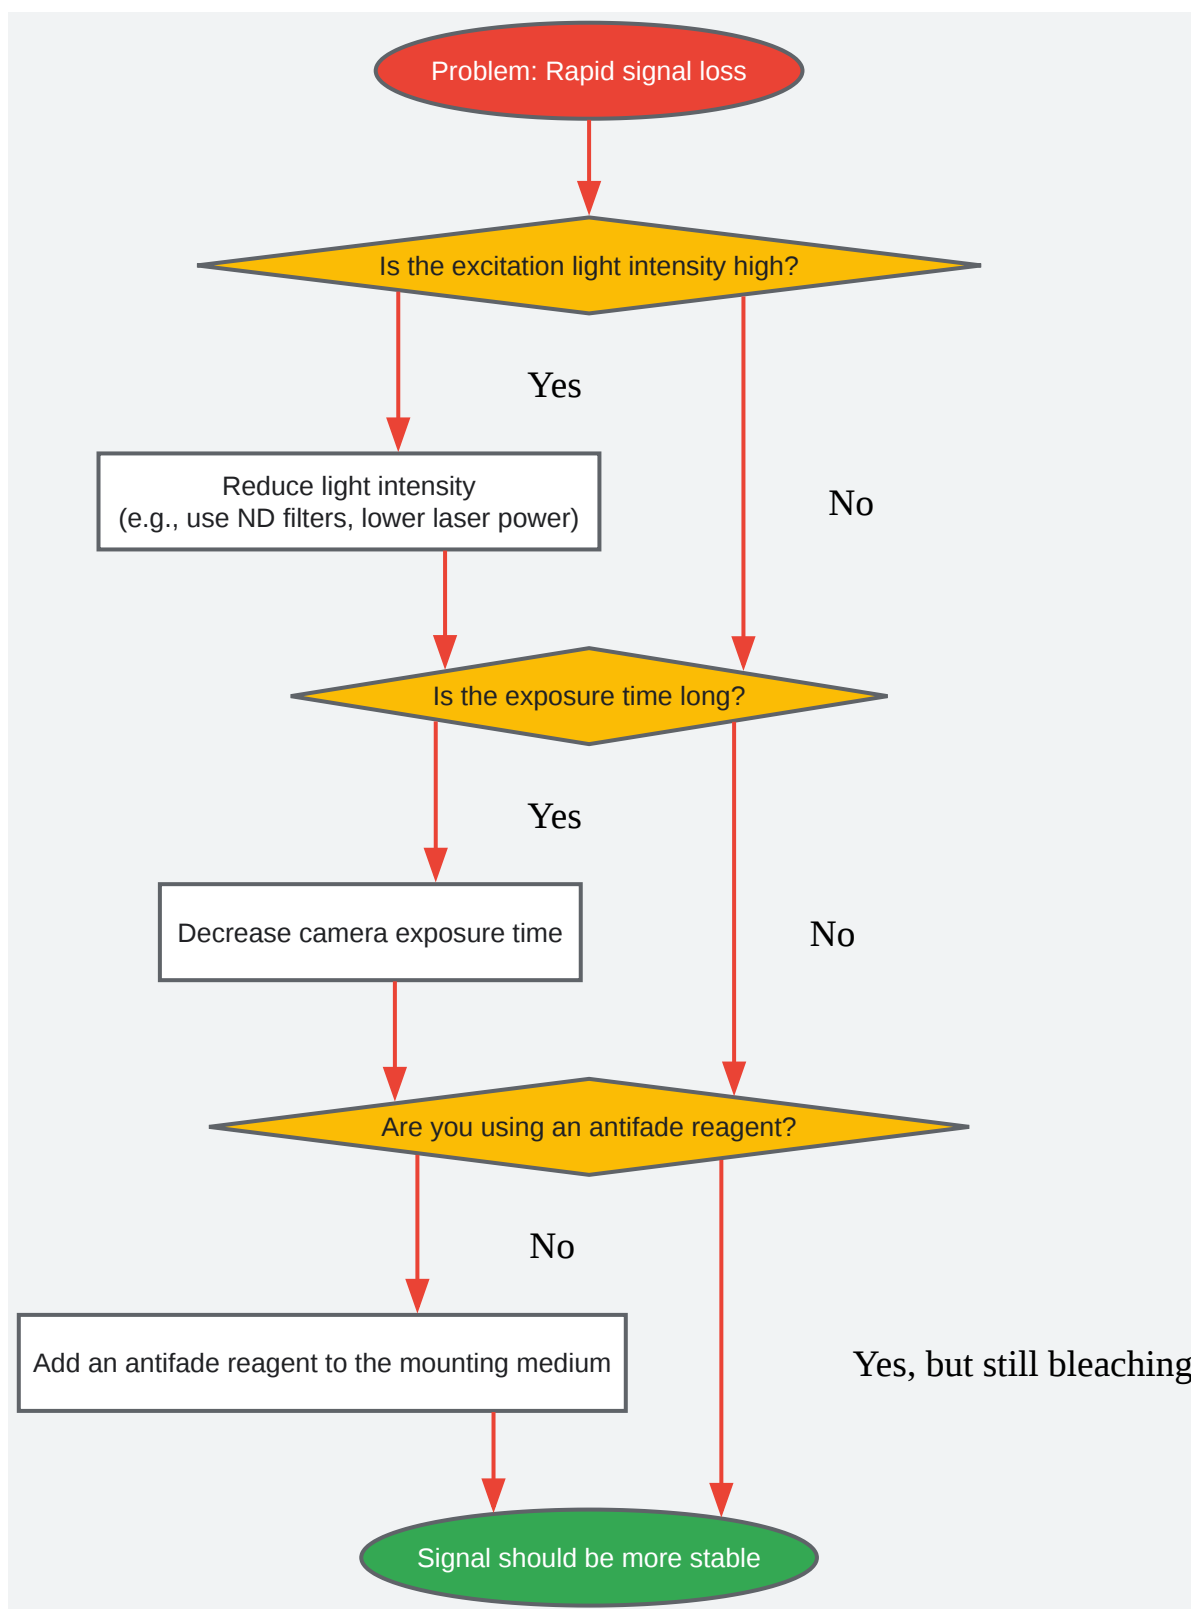 Problem: Rapid signal loss
Is the excitation light intensity high?
Yes
Reduce light intensity
(e.g., use ND filters, lower laser power)
No
Is the exposure time long?
Yes
Decrease camera exposure time
No
Are you using an antifade reagent?
No
Add an antifade reagent to the mounting medium
Yes, but still bleaching
Signal should be more stable